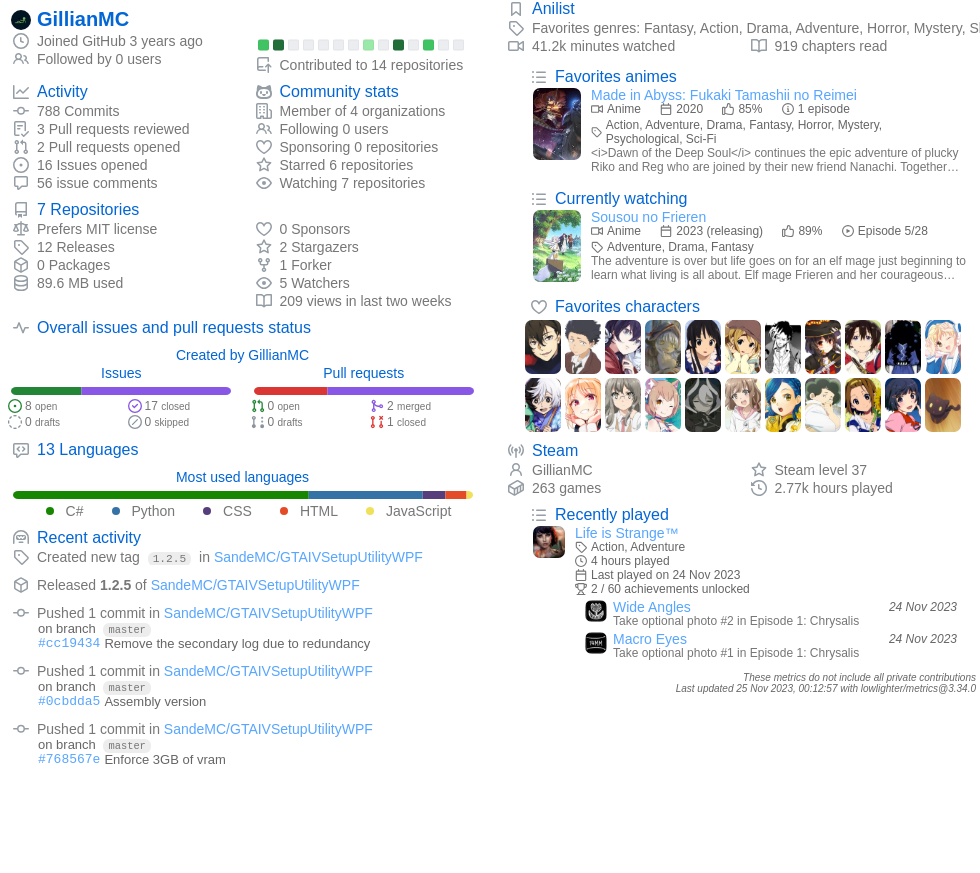 GillianMC
Joined GitHub 3 years ago
Followed by 0 users
Contributed to 14 repositories
Activity
788 Commits
3 Pull requests reviewed
2 Pull requests opened
16 Issues opened
56 issue comments
Community stats
Member of 4 organizations
Following 0 users
Sponsoring 0 repositories
Starred 6 repositories
Watching 7 repositories
7 Repositories
Prefers MIT license
12 Releases
0 Packages
89.6 MB used
0 Sponsors
2 Stargazers
1 Forker
5 Watchers
209 views in last two weeks
Overall issues and pull requests status
Created by GillianMC
Issues
8 open
17 closed
0 drafts
0 skipped
Pull requests
0 open
2 merged
0 drafts
1 closed
13 Languages
Most used languages
C# Python CSS HTML JavaScript
Recent activity
Created new tag 1.2.5 in SandeMC/GTAIVSetupUtilityWPF
Released 1.2.5 of SandeMC/GTAIVSetupUtilityWPF
Pushed 1 commit in SandeMC/GTAIVSetupUtilityWPF
on branch master
#cc19434 Remove the secondary log due to redundancy
Pushed 1 commit in SandeMC/GTAIVSetupUtilityWPF
on branch master
#0cbdda5 Assembly version
Pushed 1 commit in SandeMC/GTAIVSetupUtilityWPF
on branch master
#768567e Enforce 3GB of vram
Anilist
Favorites genres: Fantasy, Action, Drama, Adventure, Horror, Mystery,
41.2k minutes watched
919 chapters read
Favorites animes
Made in Abyss: Fukaki Tamashii no Reimei
Anime 2020 85% 1 episode
Action, Adventure, Drama, Fantasy, Horror, Mystery,
Psychological, Sci-Fi
<i>Dawn of the Deep Soul</i> continues the epic adventure of plucky
Riko and Reg who are joined by their new friend Nanachi. Together…
Currently watching
Sousou no Frieren
Anime 2023 (releasing) 89% Episode 5/28
Adventure, Drama, Fantasy
The adventure is over but life goes on for an elf mage just beginning to
learn what living is all about. Elf mage Frieren and her courageous…
Favorites characters
Steam
GillianMC
263 games
Steam level 37
2.77k hours played
Recently played
Life is Strange™
Action, Adventure
4 hours played
Last played on 24 Nov 2023
2 / 60 achievements unlocked
Wide Angles 24 Nov 2023
Take optional photo #2 in Episode 1: Chrysalis
Macro Eyes 24 Nov 2023
Take optional photo #1 in Episode 1: Chrysalis
These metrics do not include all private contributions
Last updated 25 Nov 2023, 00:12:57 with lowlighter/metrics@3.34.0